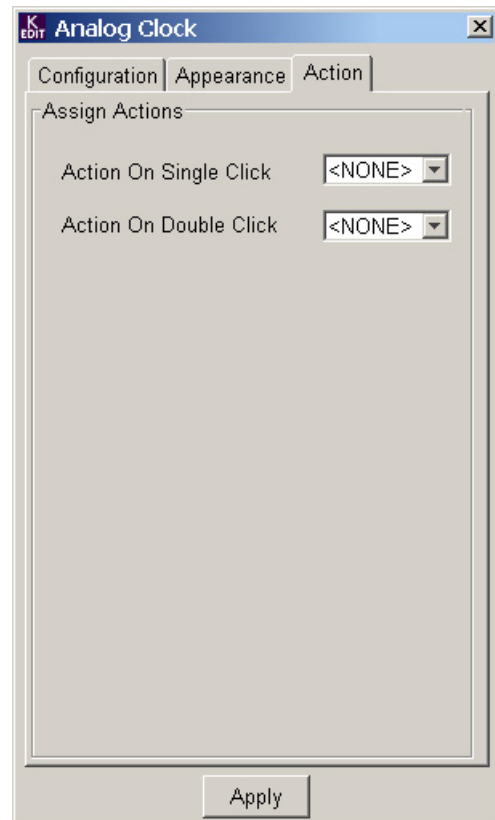 K EDIT Analog Clock
Configuration Appearance Action
Assign Actions
Action On Single Click <NONE>
Action On Double Click <NONE>
Apply